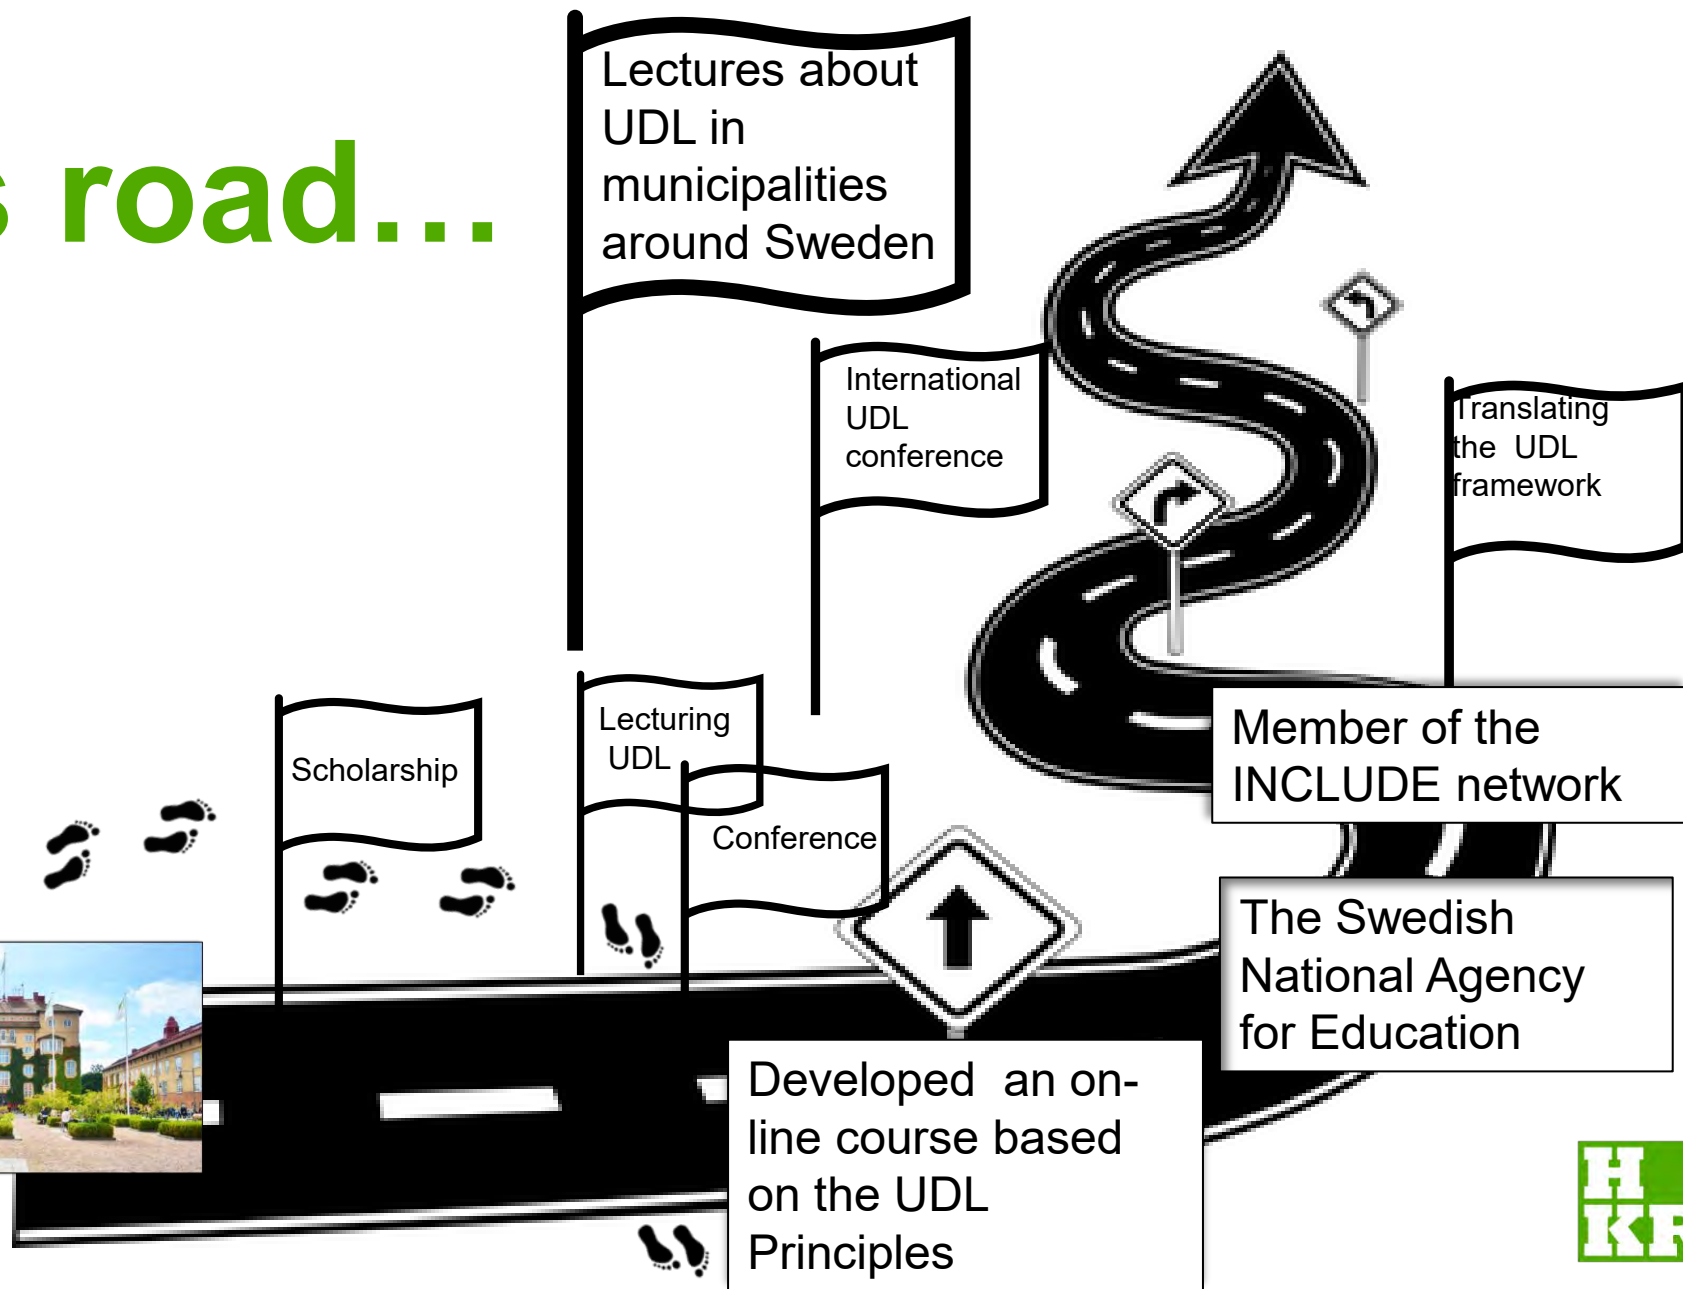 s road...
Lectures about
UDL in
municipalities
around Sweden
International
UDL
conference
Translating
the UDL
framework
Scholarship
Lecturing
UDL
Conference
Member of the
INCLUDE network
The Swedish
National Agency
for Education
Developed an on-
line course based
on the UDL
Principles
H
KR